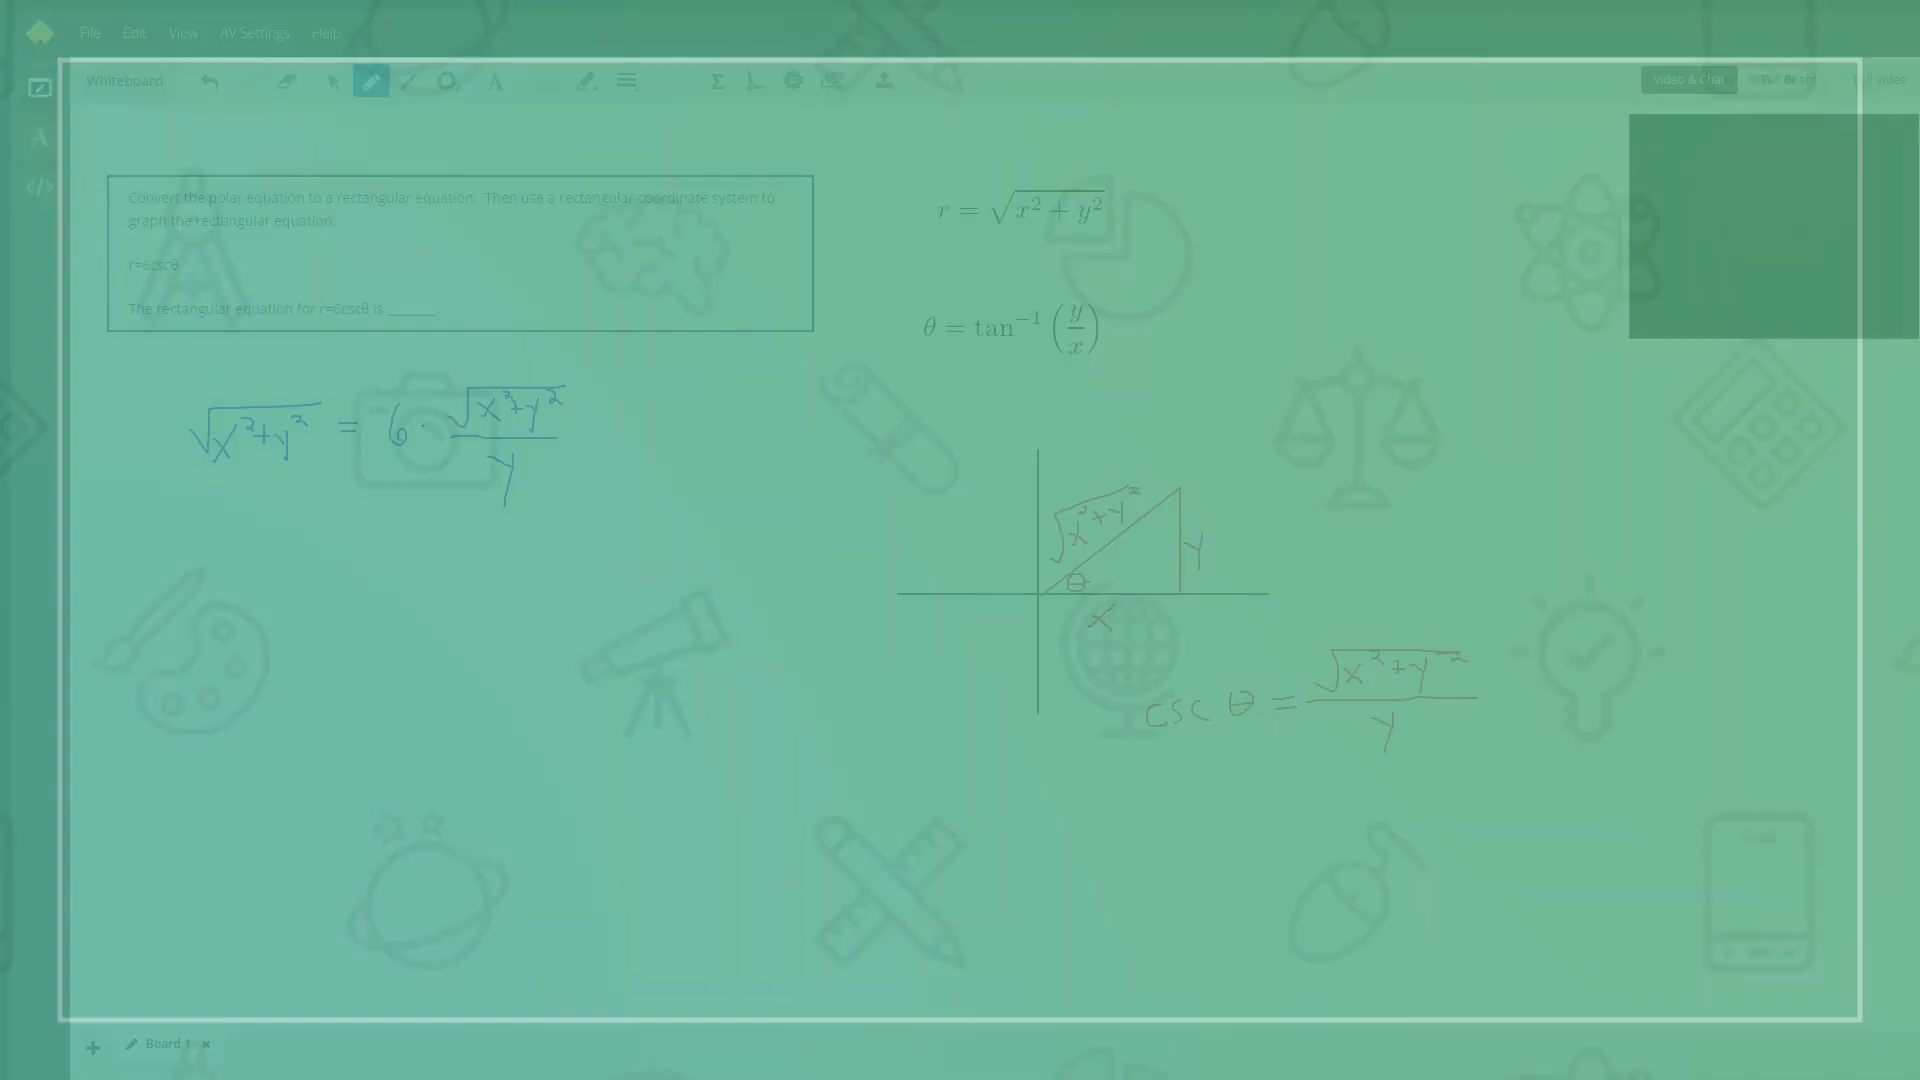 File Edit View AV Settings Help
Whiteboard
Video & Chat Full Board Full Video
Convert the polar equation to a rectangular equation. Then use a rectangular coordinate system to
graph the rectangular equation.
r=6cscθ
The rectangular equation for r=6cscθ is ______.
r = √(x² + y²)
θ = tan⁻¹ (y/x)
√(x²+y²) = 6 · √(x²+y²)/y
√(x²+y²)
y
θ
x
csc θ = √(x²+y²)/y
Board 1